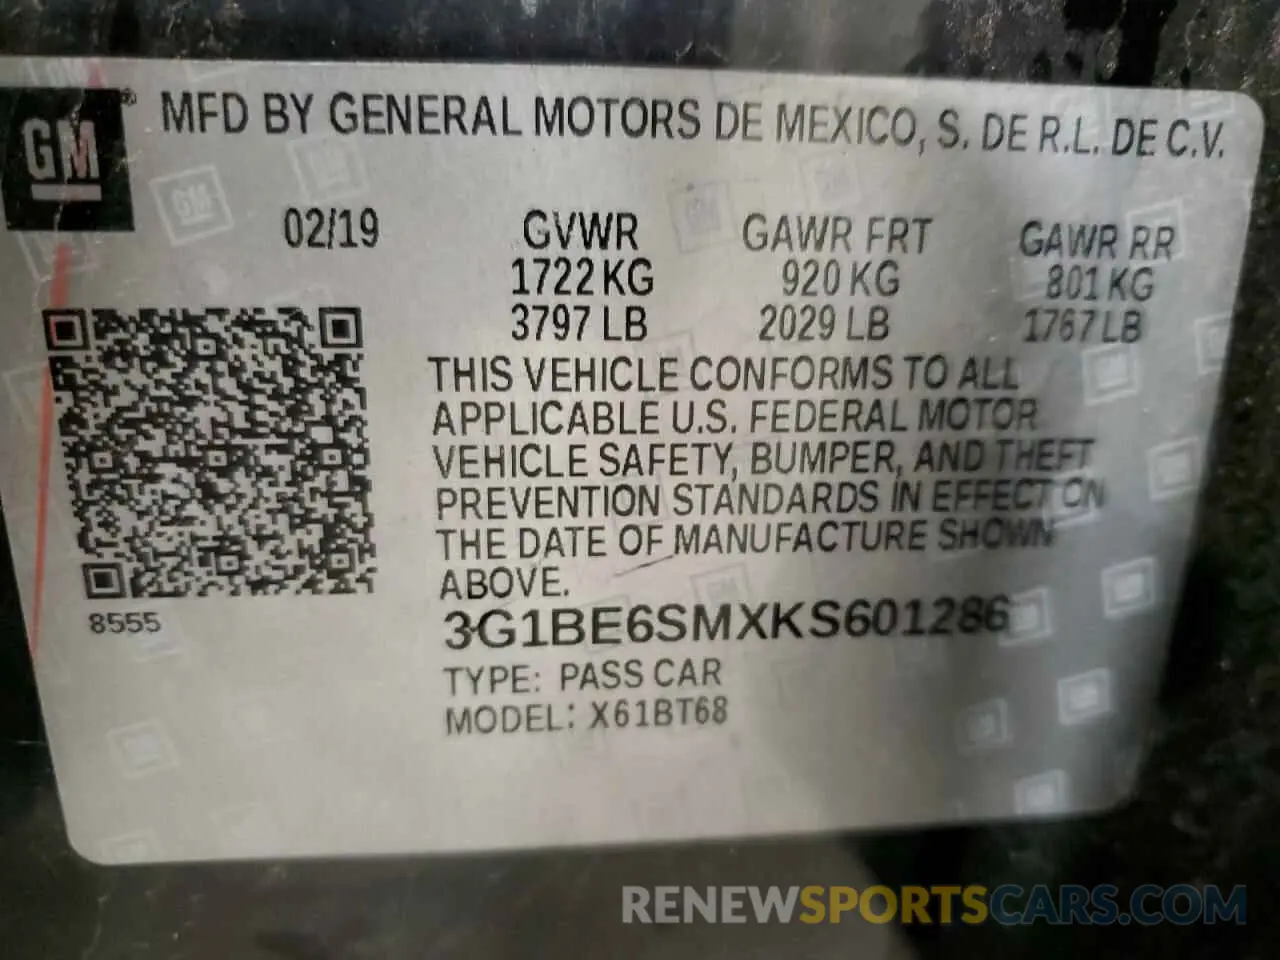 GM® MFD BY GENERAL MOTORS DE MEXICO, S. DE R.L. DE C.V.
02/19 GVWR GAWR FRT GAWR RR
1722 KG 920 KG 801 KG
3797 LB 2029 LB 1767 LB
THIS VEHICLE CONFORMS TO ALL
APPLICABLE U.S. FEDERAL MOTOR
VEHICLE SAFETY, BUMPER, AND THEFT
PREVENTION STANDARDS IN EFFECT ON
THE DATE OF MANUFACTURE SHOWN
ABOVE.
8555
3G1BE6SMXKS601286
TYPE: PASS CAR
MODEL: X61BT68
RENEWSPORTSCARS.COM